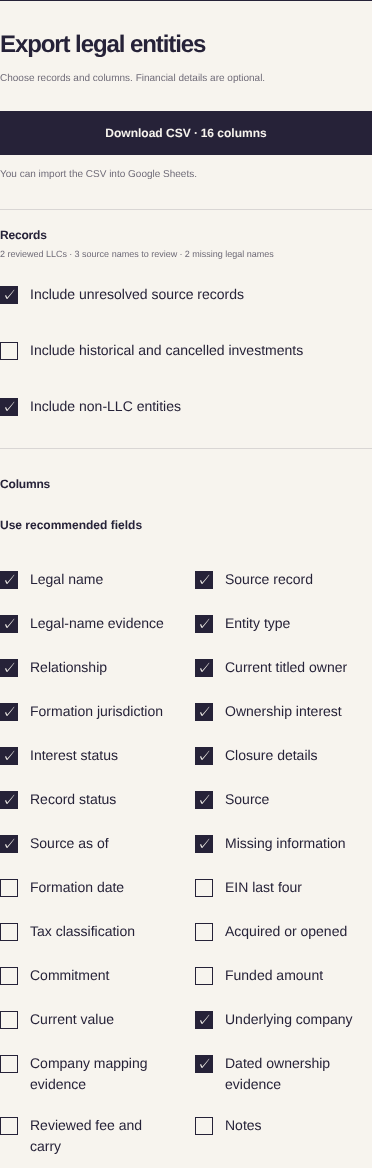 Export legal entities
Choose records and columns. Financial details are optional.
Download CSV · 16 columns
You can import the CSV into Google Sheets.
Records
2 reviewed LLCs · 3 source names to review · 2 missing legal names
Include unresolved source records
Include historical and cancelled investments
Include non-LLC entities
Columns
Use recommended fields
Legal name
Source record
Legal-name evidence
Entity type
Relationship
Current titled owner
Formation jurisdiction
Ownership interest
Interest status
Closure details
Record status
Source
Source as of
Missing information
Formation date
EIN last four
Tax classification
Acquired or opened
Commitment
Funded amount
Current value
Underlying company
Company mapping
evidence
Dated ownership
evidence
Reviewed fee and
carry
Notes